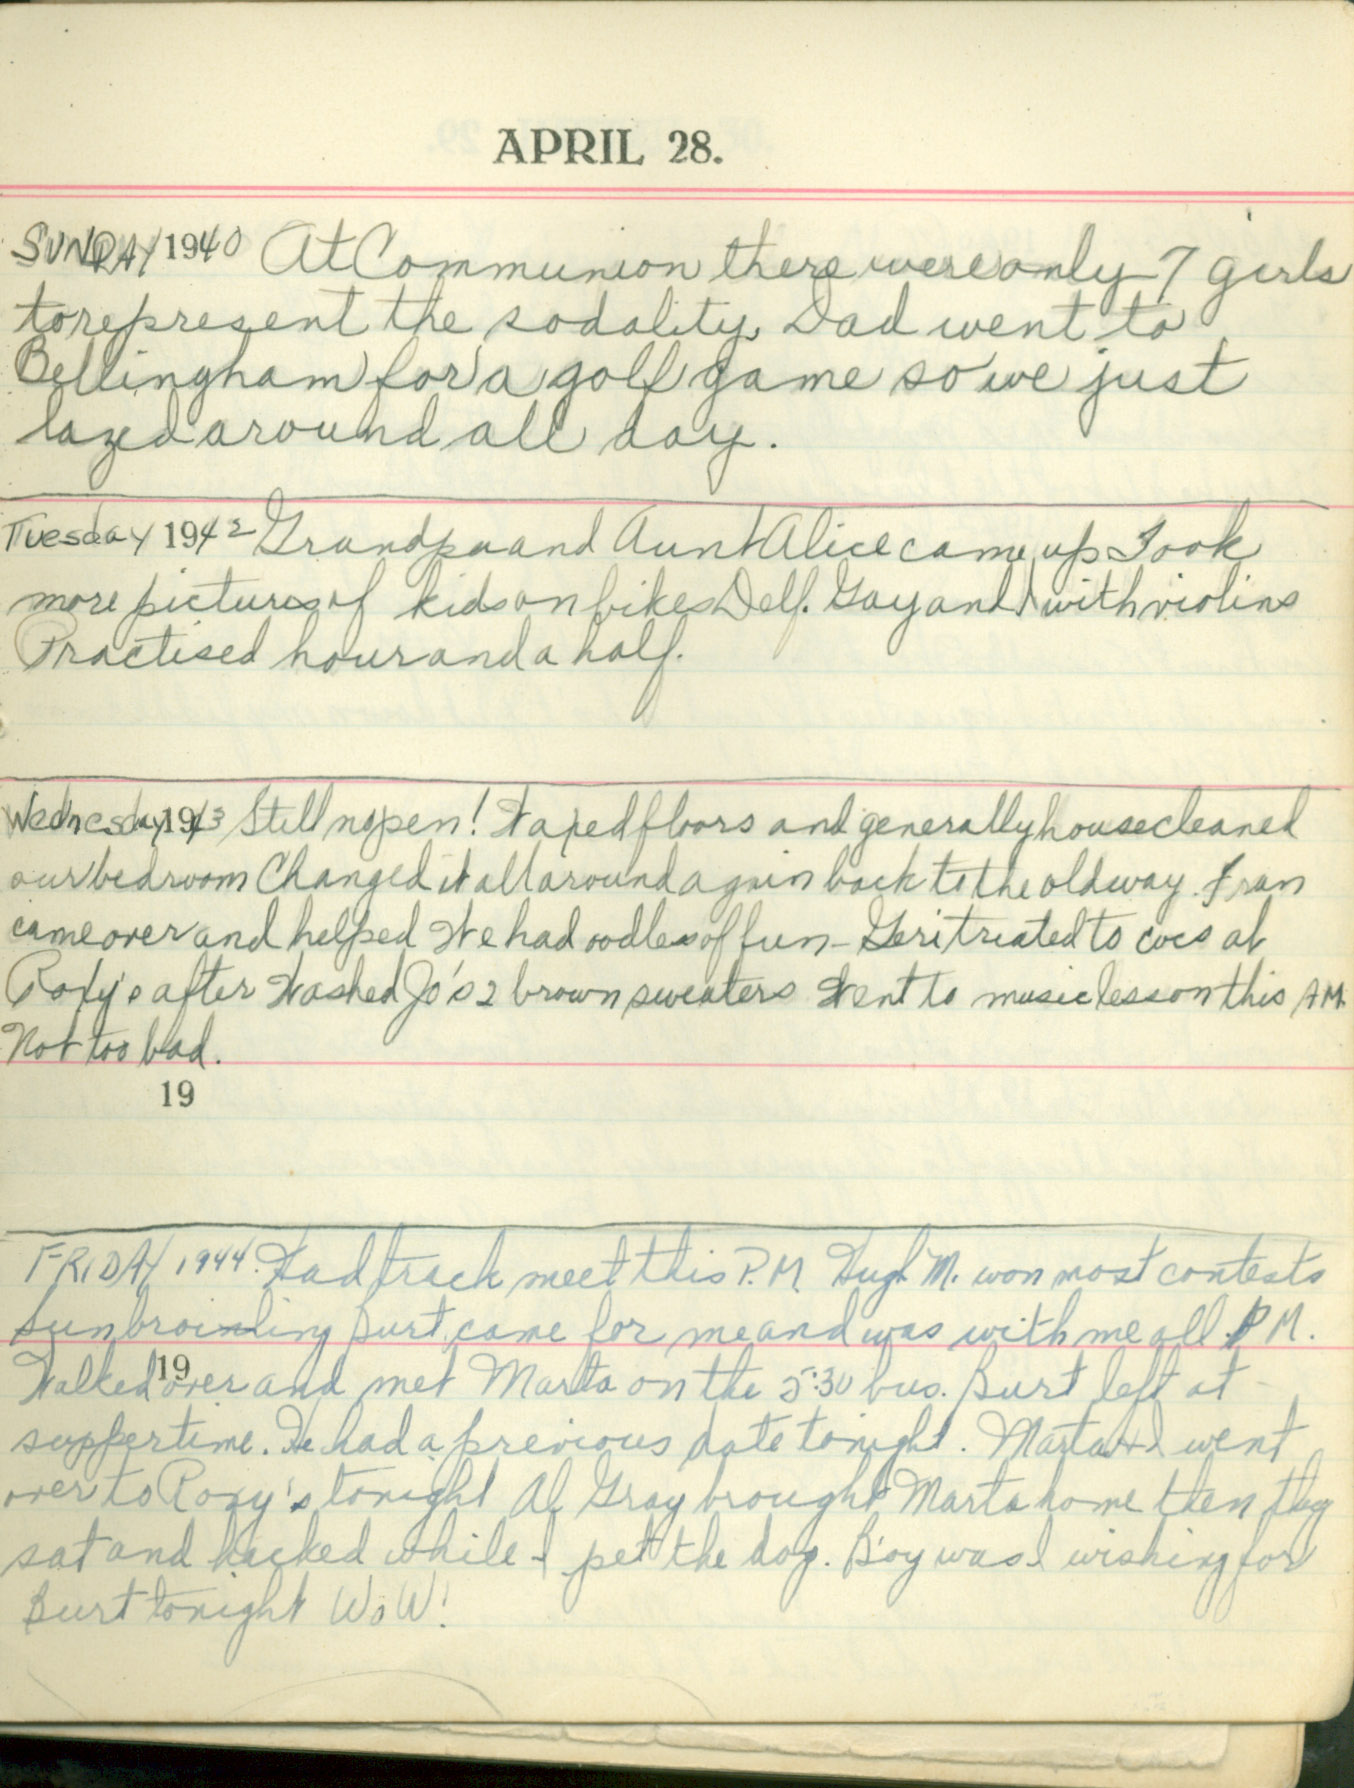 APRIL 28.
SUNDAY 1940 At Communion there were only 7 girls
to represent the sodality. Dad went to
Bellingham for a golf game so we just
lazed around all day.
Tuesday 1942 Grandpa and Aunt Alice came up Took
more pictures of kids on bikes Delf. Gay and I with violins
Practised hour and a half.
Wednesday 1943 Still no pen! Waxed floors and generally housecleaned
our bedroom Changed it all around again back to the old way. Fran
came over and helped We had oodles of fun - Geri treated to cocs at
Roxy's after Washed Jo's 2 brown sweaters Went to music lesson this AM
Not too bad.
19
FRIDAY 1944. Had track meet this P.M. Hugh M. won most contests
Burt came for me and was with me all PM.
19
Walked over and met Marta on the 5:30 bus. Burt left at
suppertime. He had a previous date tonight. Marta + I went
over to Roxy's tonight Al Gray brought Marta home then they
sat and hacked while I pet the dog. Boy was I wishing for
Burt tonight WoW!